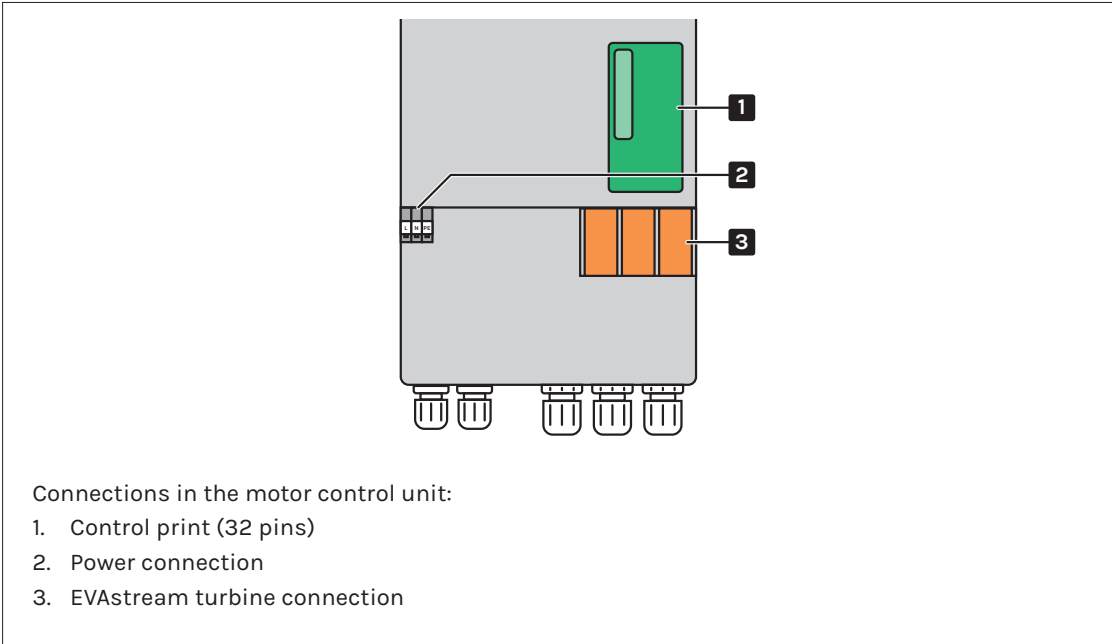 1
2
L N PE
3
Connections in the motor control unit:
1. Control print (32 pins)
2. Power connection
3. EVAstream turbine connection